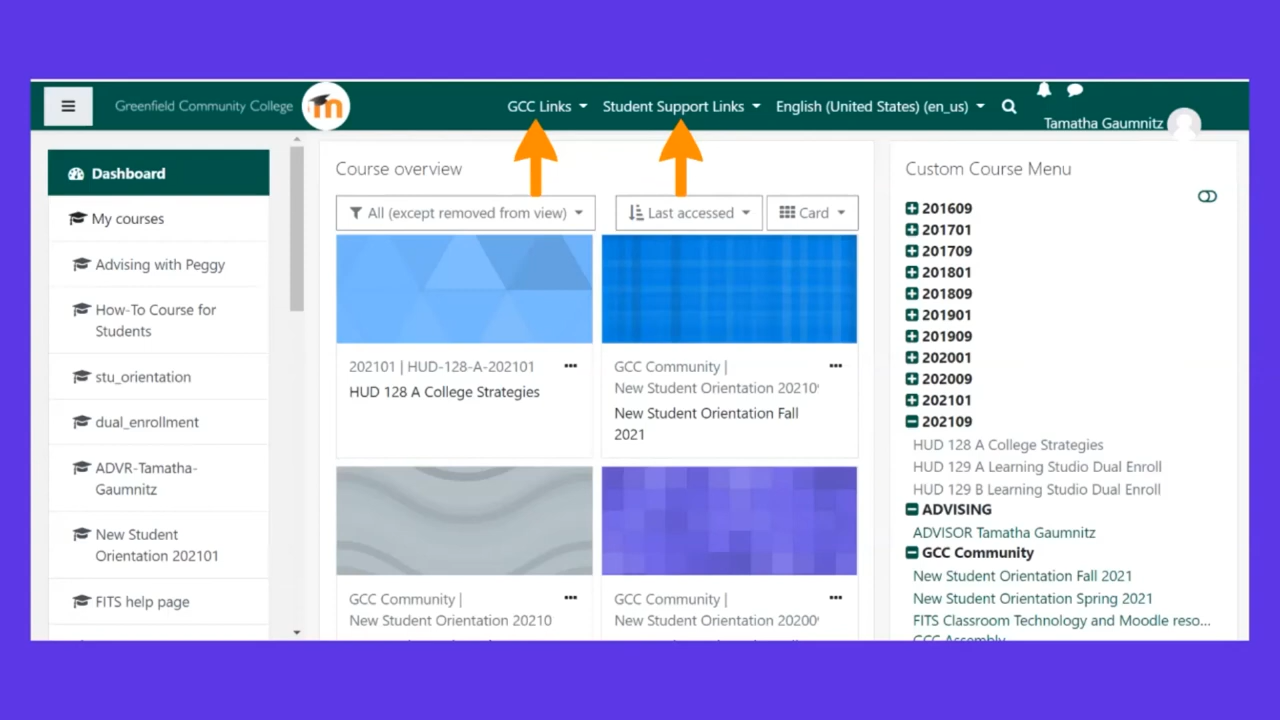 Greenfield Community College
GCC Links
Student Support Links
English (United States) (en_us)
Tamatha Gaumnitz
Dashboard
My courses
Advising with Peggy
How-To Course for
Students
stu_orientation
dual_enrollment
ADVR-Tamatha-
Gaumnitz
New Student
Orientation 202101
FITS help page
Course overview
All (except removed from view)
Last accessed
Card
202101 | HUD-128-A-202101
HUD 128 A College Strategies
GCC Community |
New Student Orientation 20210
New Student Orientation Fall
2021
GCC Community |
New Student Orientation 20210
GCC Community |
New Student Orientation 20200
Custom Course Menu
201609
201701
201709
201801
201809
201901
201909
202001
202009
202101
202109
HUD 128 A College Strategies
HUD 129 A Learning Studio Dual Enroll
HUD 129 B Learning Studio Dual Enroll
ADVISING
ADVISOR Tamatha Gaumnitz
GCC Community
New Student Orientation Fall 2021
New Student Orientation Spring 2021
FITS Classroom Technology and Moodle reso...
GCC Assembly